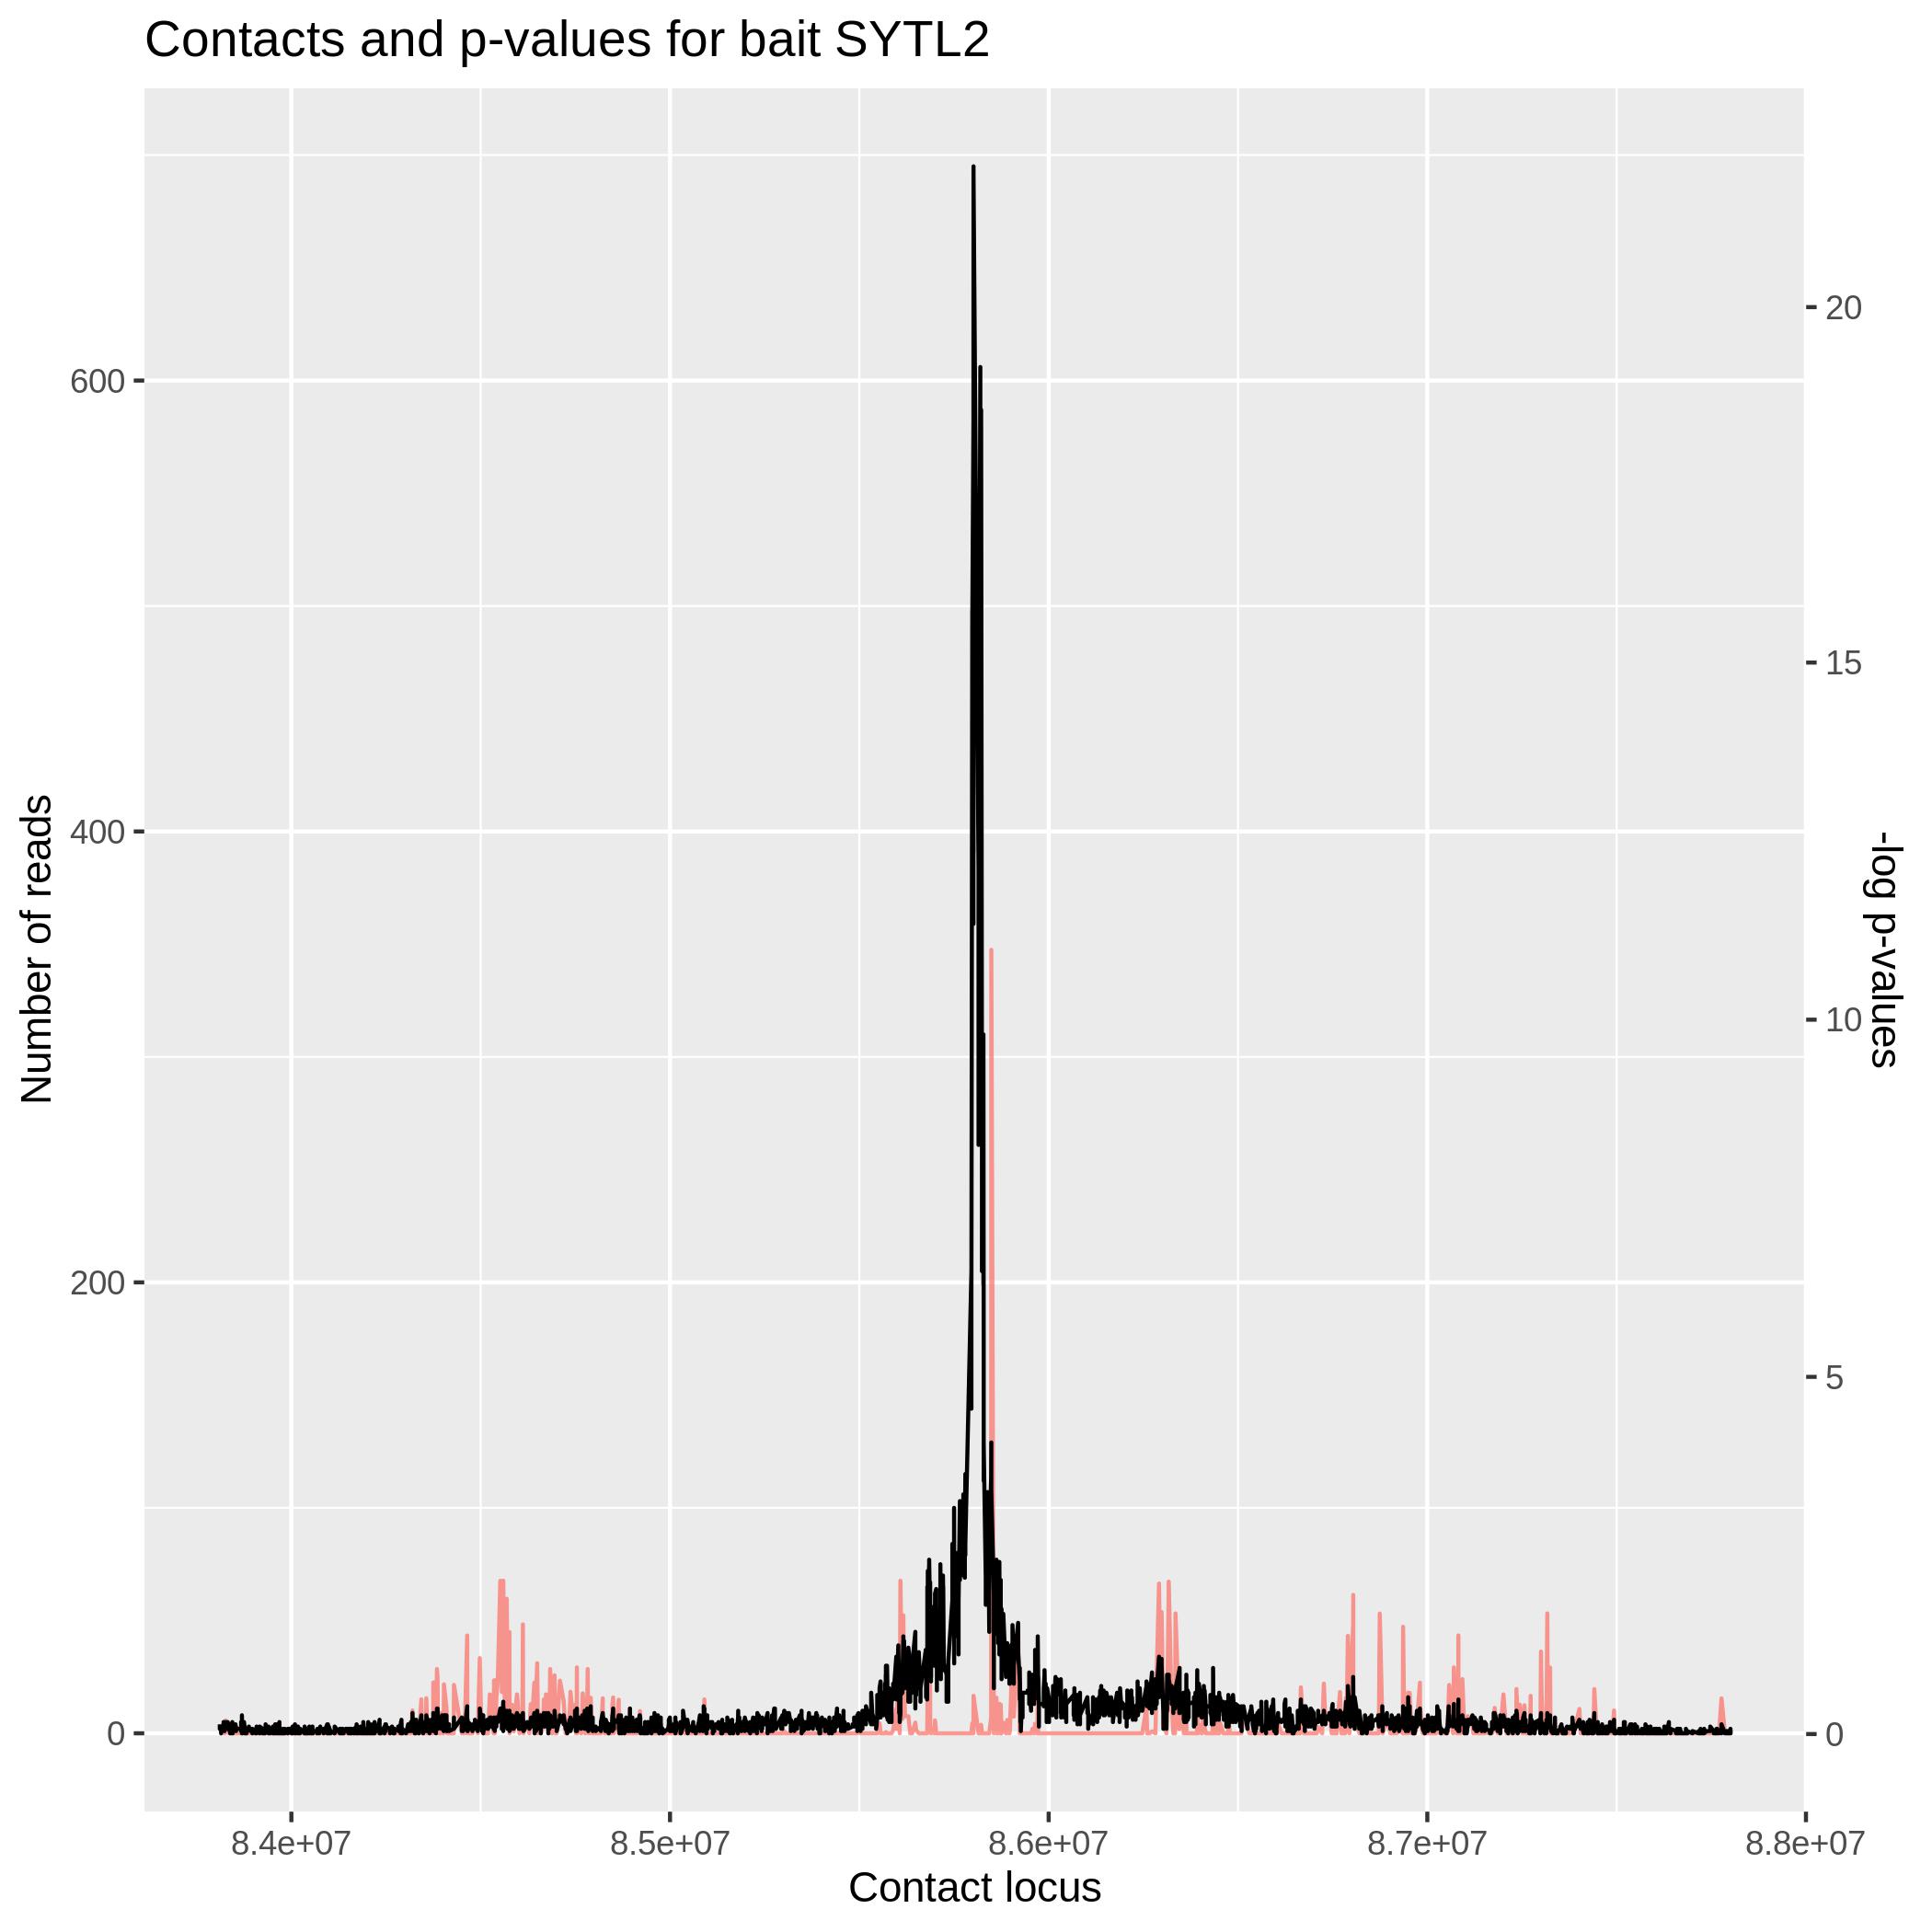 Contacts and p-values for bait SYTL2
Number of reads
600
400
200
0
20
15
10
5
0
-log p-values
8.4e+07 8.5e+07 8.6e+07 8.7e+07 8.8e+07
Contact locus